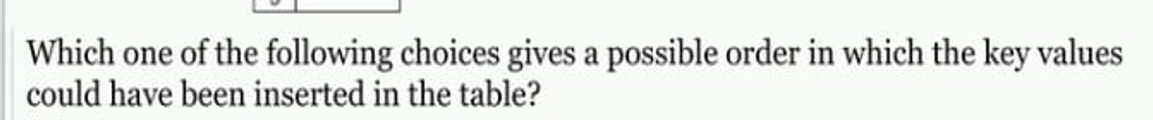 Which one of the following choices gives a possible order in which the key values
could have been inserted in the table?